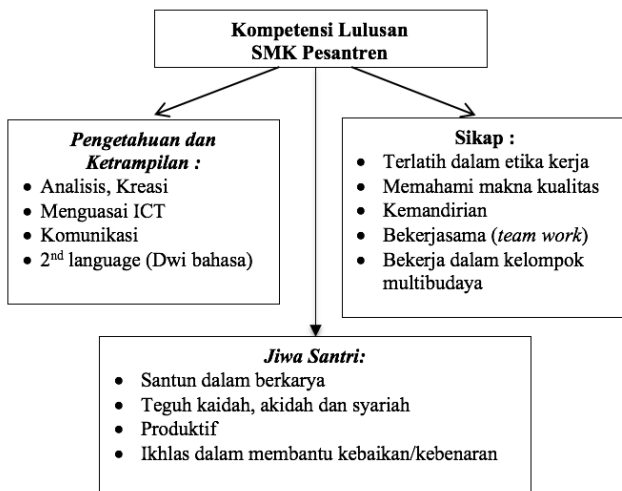 Kompetensi Lulusan
SMK Pesantren
Pengetahuan dan
Ketrampilan :
• Analisis, Kreasi
• Menguasai ICT
• Komunikasi
• 2nd language (Dwi bahasa)
Sikap :
• Terlatih dalam etika kerja
• Memahami makna kualitas
• Kemandirian
• Bekerjasama (team work)
• Bekerja dalam kelompok
multibudaya
Jiwa Santri:
• Santun dalam berkarya
• Teguh kaidah, akidah dan syariah
• Produktif
• Ikhlas dalam membantu kebaikan/kebenaran